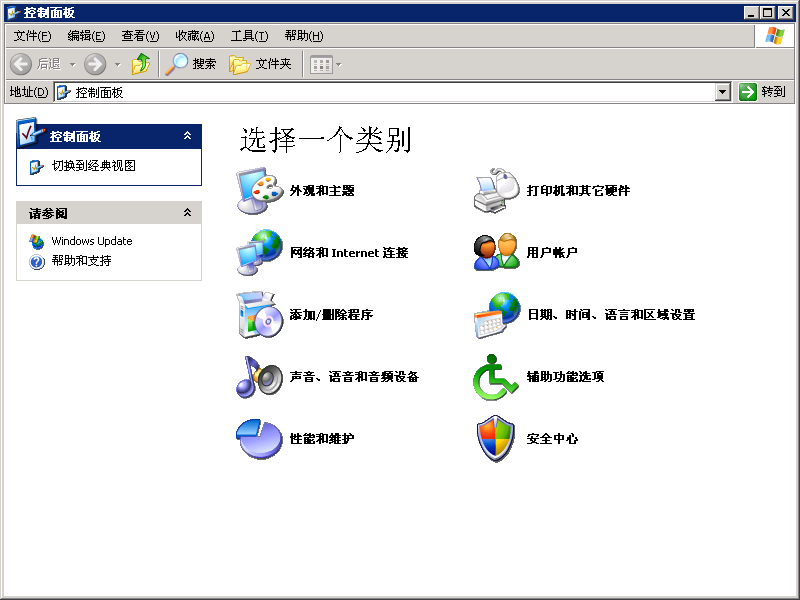 控制面板
文件(F) 编辑(E) 查看(V) 收藏(A) 工具(T) 帮助(H)
后退 搜索 文件夹
地址(D) 控制面板 转到
控制面板
切换到经典视图
请参阅
Windows Update
帮助和支持
选择一个类别
外观和主题
打印机和其它硬件
网络和 Internet 连接
用户帐户
添加/删除程序
日期、时间、语言和区域设置
声音、语音和音频设备
辅助功能选项
性能和维护
安全中心